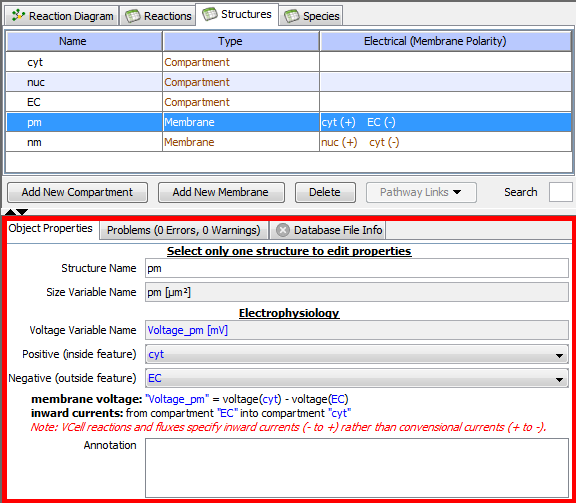 Reaction Diagram Reactions Structures Species
Name Type Electrical (Membrane Polarity)
cyt Compartment
nuc Compartment
EC Compartment
pm Membrane cyt (+) EC (-)
nm Membrane nuc (+) cyt (-)
Add New Compartment Add New Membrane Delete Pathway Links Search
Object Properties Problems (0 Errors, 0 Warnings) Database File Info
Select only one structure to edit properties
Structure Name pm
Size Variable Name pm [µm²]
Electrophysiology
Voltage Variable Name Voltage_pm [mV]
Positive (inside feature) cyt
Negative (outside feature) EC
membrane voltage: "Voltage_pm" = voltage(cyt) - voltage(EC)
inward currents: from compartment "EC" into compartment "cyt"
Note: VCell reactions and fluxes specify inward currents (- to +) rather than convensional currents (+ to -).
Annotation